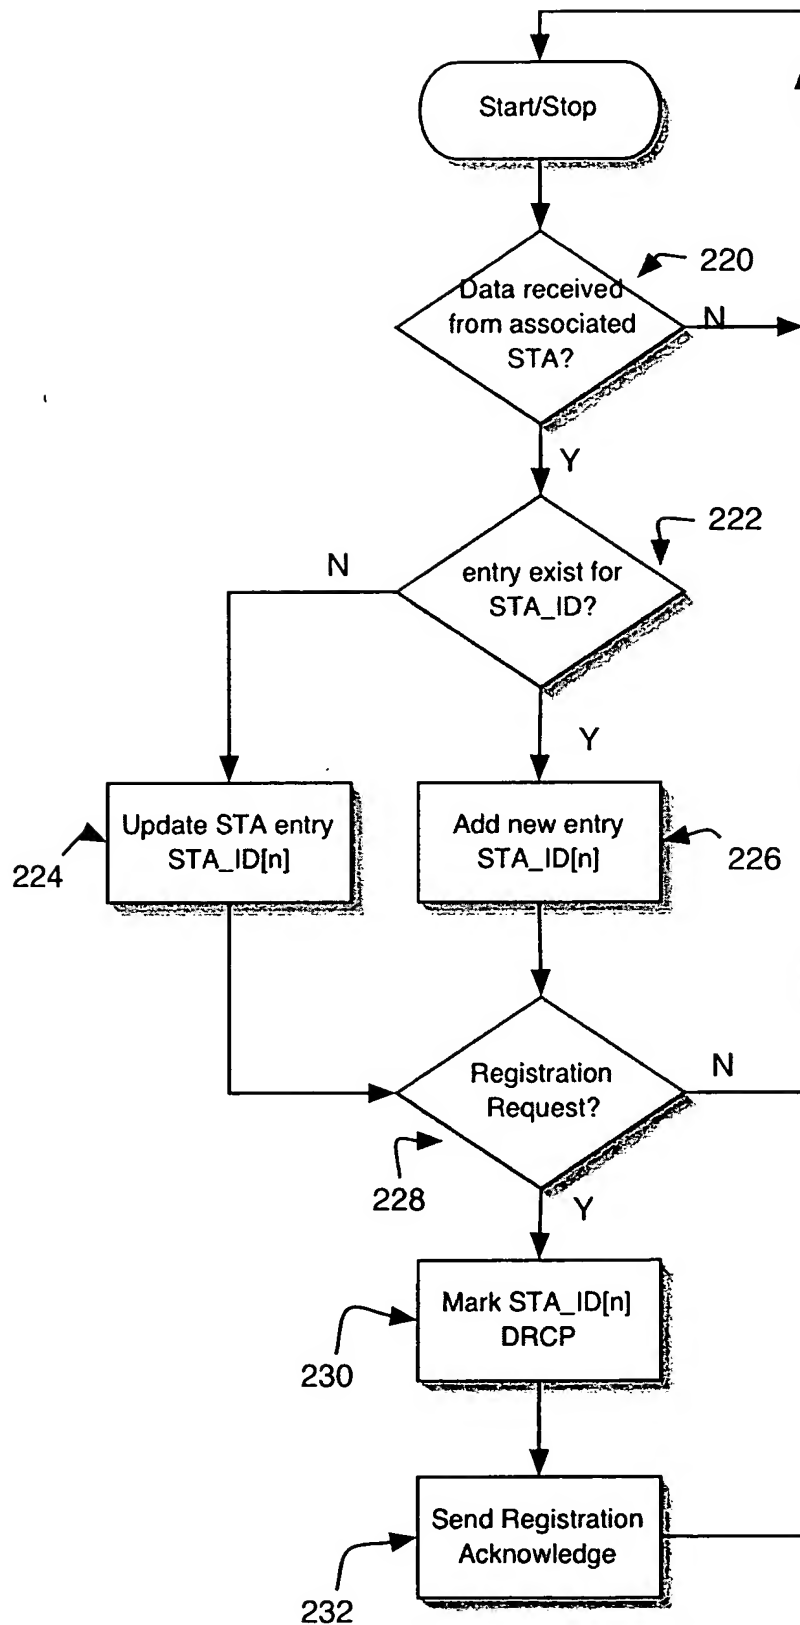 Start/Stop
220
Data received
from associated
STA?
N
Y
222
entry exist for
STA_ID?
N
Y
Update STA entry
STA_ID[n]
224
Add new entry
STA_ID[n]
226
Registration
Request?
N
228
Y
Mark STA_ID[n]
DRCP
230
Send Registration
Acknowledge
232